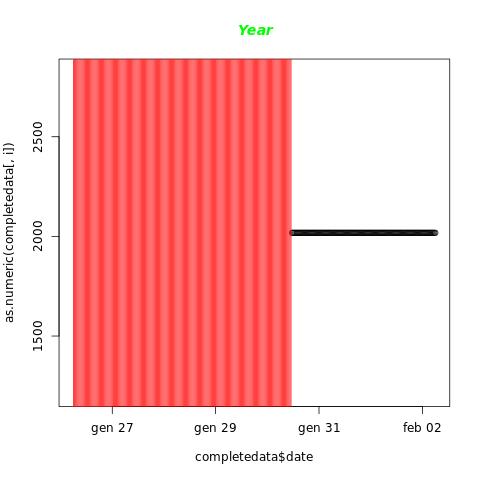 Year
as.numeric(completedata[, i])
2500
2000
1500
gen 27
gen 29
gen 31
feb 02
completedata$date